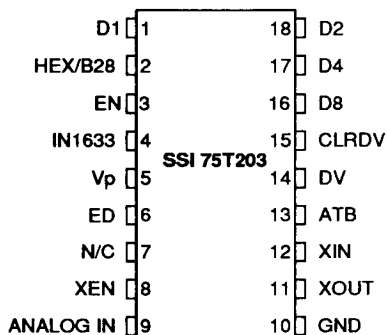 D1 1 18 D2
HEX/B28 2 17 D4
EN 3 16 D8
IN1633 4 15 CLRDV
SSI 75T203
Vp 5 14 DV
ED 6 13 ATB
N/C 7 12 XIN
XEN 8 11 XOUT
ANALOG IN 9 10 GND